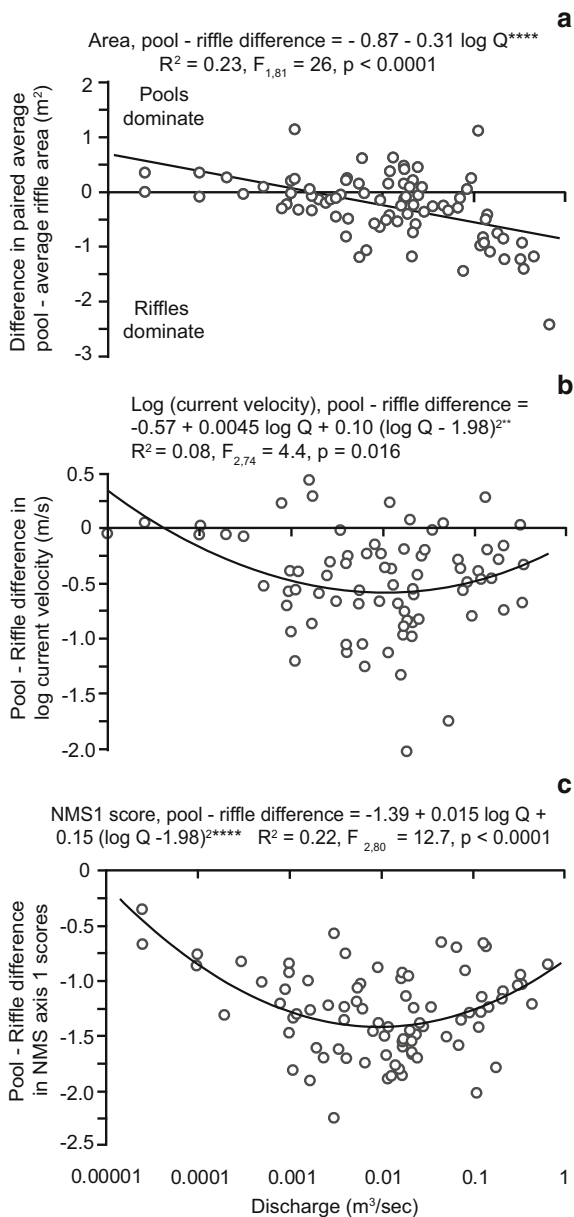 a
Area, pool - riffle difference = - 0.87 - 0.31 log Q****
R² = 0.23, F1,81 = 26, p < 0.0001
Difference in paired average
pool - average riffle area (m²)
2
1
0
-1
-2
-3
Pools
dominate
Riffles
dominate
b
Log (current velocity), pool - riffle difference =
-0.57 + 0.0045 log Q + 0.10 (log Q - 1.98)²**
R² = 0.08, F2,74 = 4.4, p = 0.016
Pool - Riffle difference in
log current velocity (m/s)
0.5
0
-0.5
-1.0
-1.5
-2.0
c
NMS1 score, pool - riffle difference = -1.39 + 0.015 log Q +
0.15 (log Q -1.98)²**** R² = 0.22, F 2,80 = 12.7, p < 0.0001
Pool - Riffle difference
in NMS axis 1 scores
0
-0.5
-1.0
-1.5
-2.0
-2.5
0.00001 0.0001 0.001 0.01 0.1 1
Discharge (m³/sec)